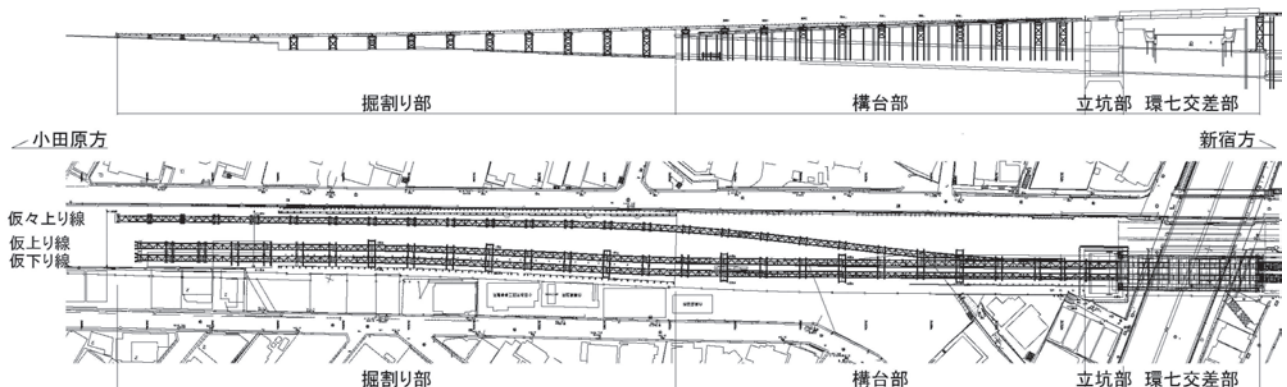 掘割り部 構台部 立坑部 環七交差部
小田原方 新宿方
仮々上り線
仮上り線
仮下り線
掘割り部 構台部 立坑部 環七交差部